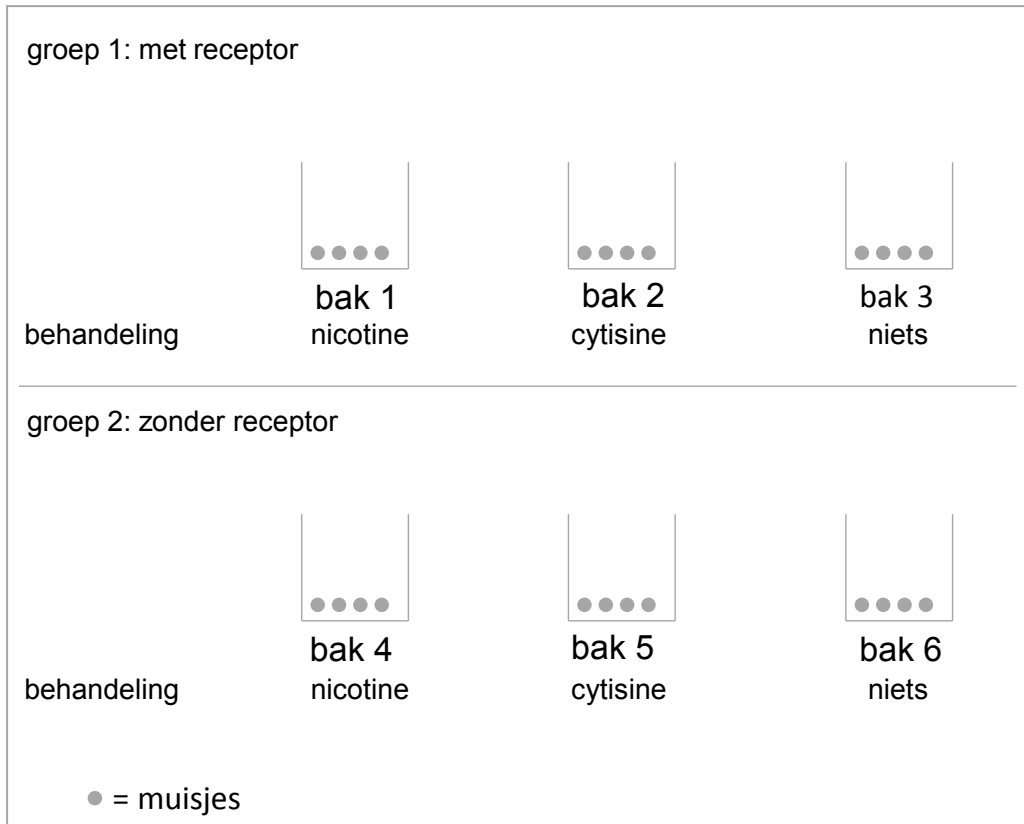 groep 1: met receptor
bak 1 bak 2 bak 3
behandeling nicotine cytisine niets
groep 2: zonder receptor
bak 4 bak 5 bak 6
behandeling nicotine cytisine niets
= muisjes